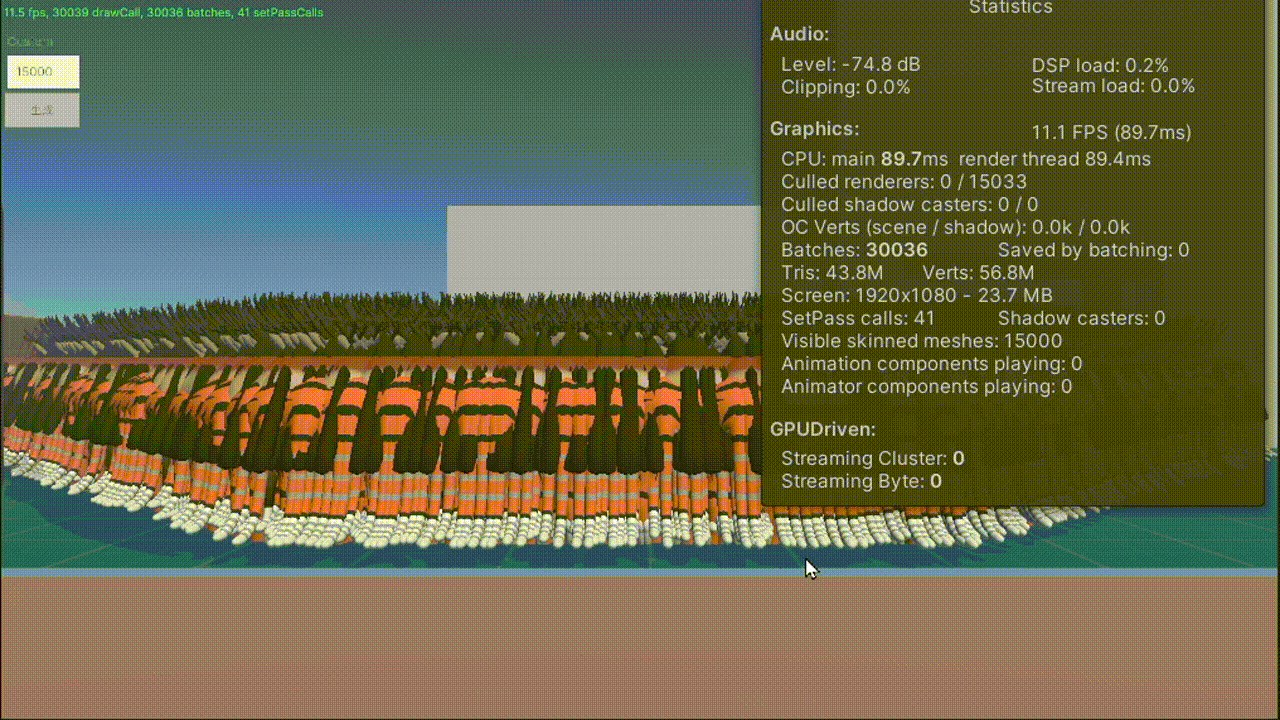 11.5 fps, 30039 drawCall, 30036 batches, 41 setPassCalls
15000
Statistics
Audio:
Level: -74.8 dB DSP load: 0.2%
Clipping: 0.0% Stream load: 0.0%
Graphics: 11.1 FPS (89.7ms)
CPU: main 89.7ms render thread 89.4ms
Culled renderers: 0 / 15033
Culled shadow casters: 0 / 0
OC Verts (scene / shadow): 0.0k / 0.0k
Batches: 30036 Saved by batching: 0
Tris: 43.8M Verts: 56.8M
Screen: 1920x1080 - 23.7 MB
SetPass calls: 41 Shadow casters: 0
Visible skinned meshes: 15000
Animation components playing: 0
Animator components playing: 0
GPUDriven:
Streaming Cluster: 0
Streaming Byte: 0